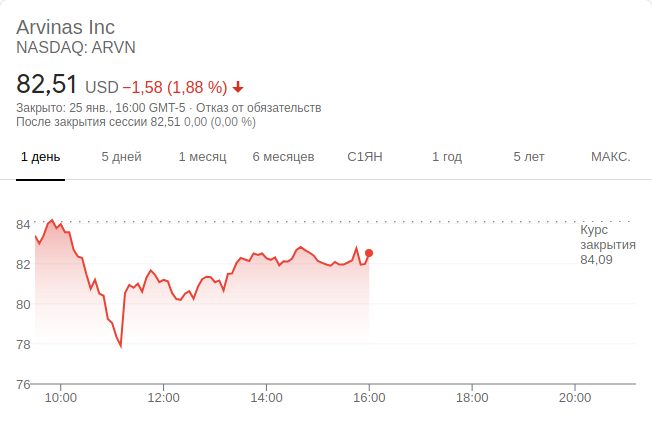 Arvinas Inc
NASDAQ: ARVN
82,51 USD −1,58 (1,88 %)
Закрыто: 25 янв., 16:00 GMT-5 · Отказ от обязательств
После закрытия сессии 82,51 0,00 (0,00 %)
1 день 5 дней 1 месяц 6 месяцев С1ЯН 1 год 5 лет МАКС.
84
Курс
закрытия
84,09
82
80
78
76
10:00 12:00 14:00 16:00 18:00 20:00